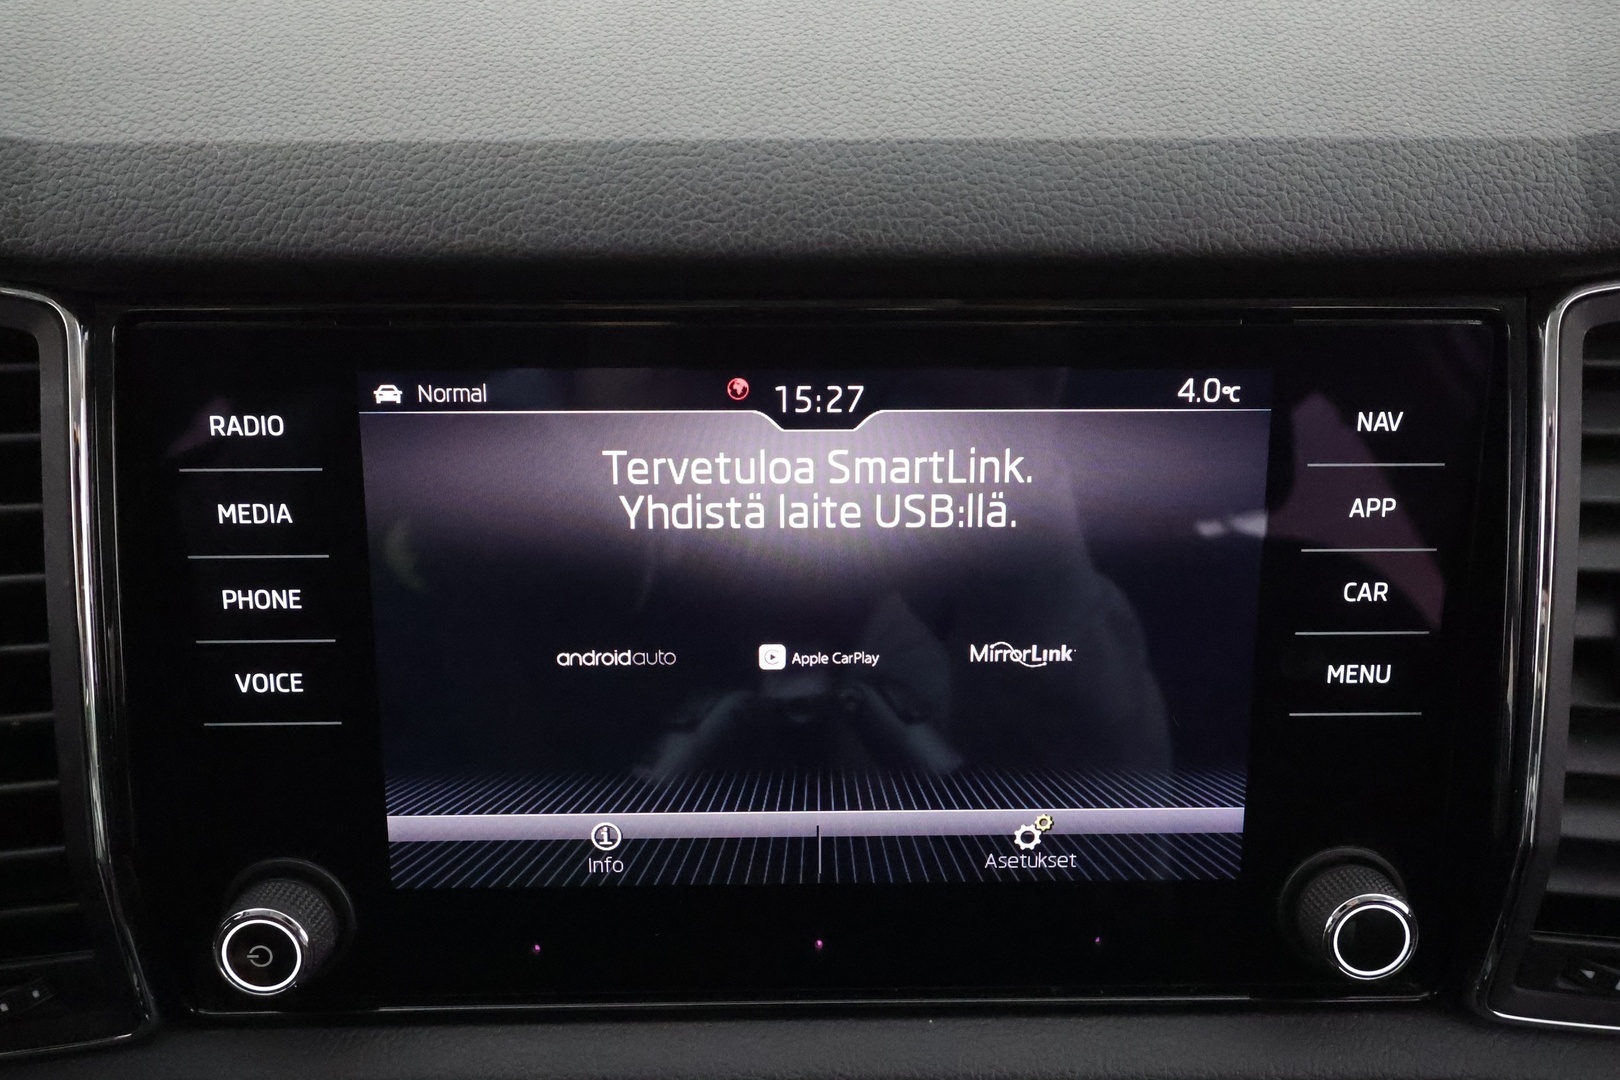 Normal
15:27
4.0°C
RADIO
MEDIA
PHONE
VOICE
Tervetuloa SmartLink.
Yhdistä laite USB:llä.
androidauto
Apple CarPlay
MirrorLink
Info
Asetukset
NAV
APP
CAR
MENU